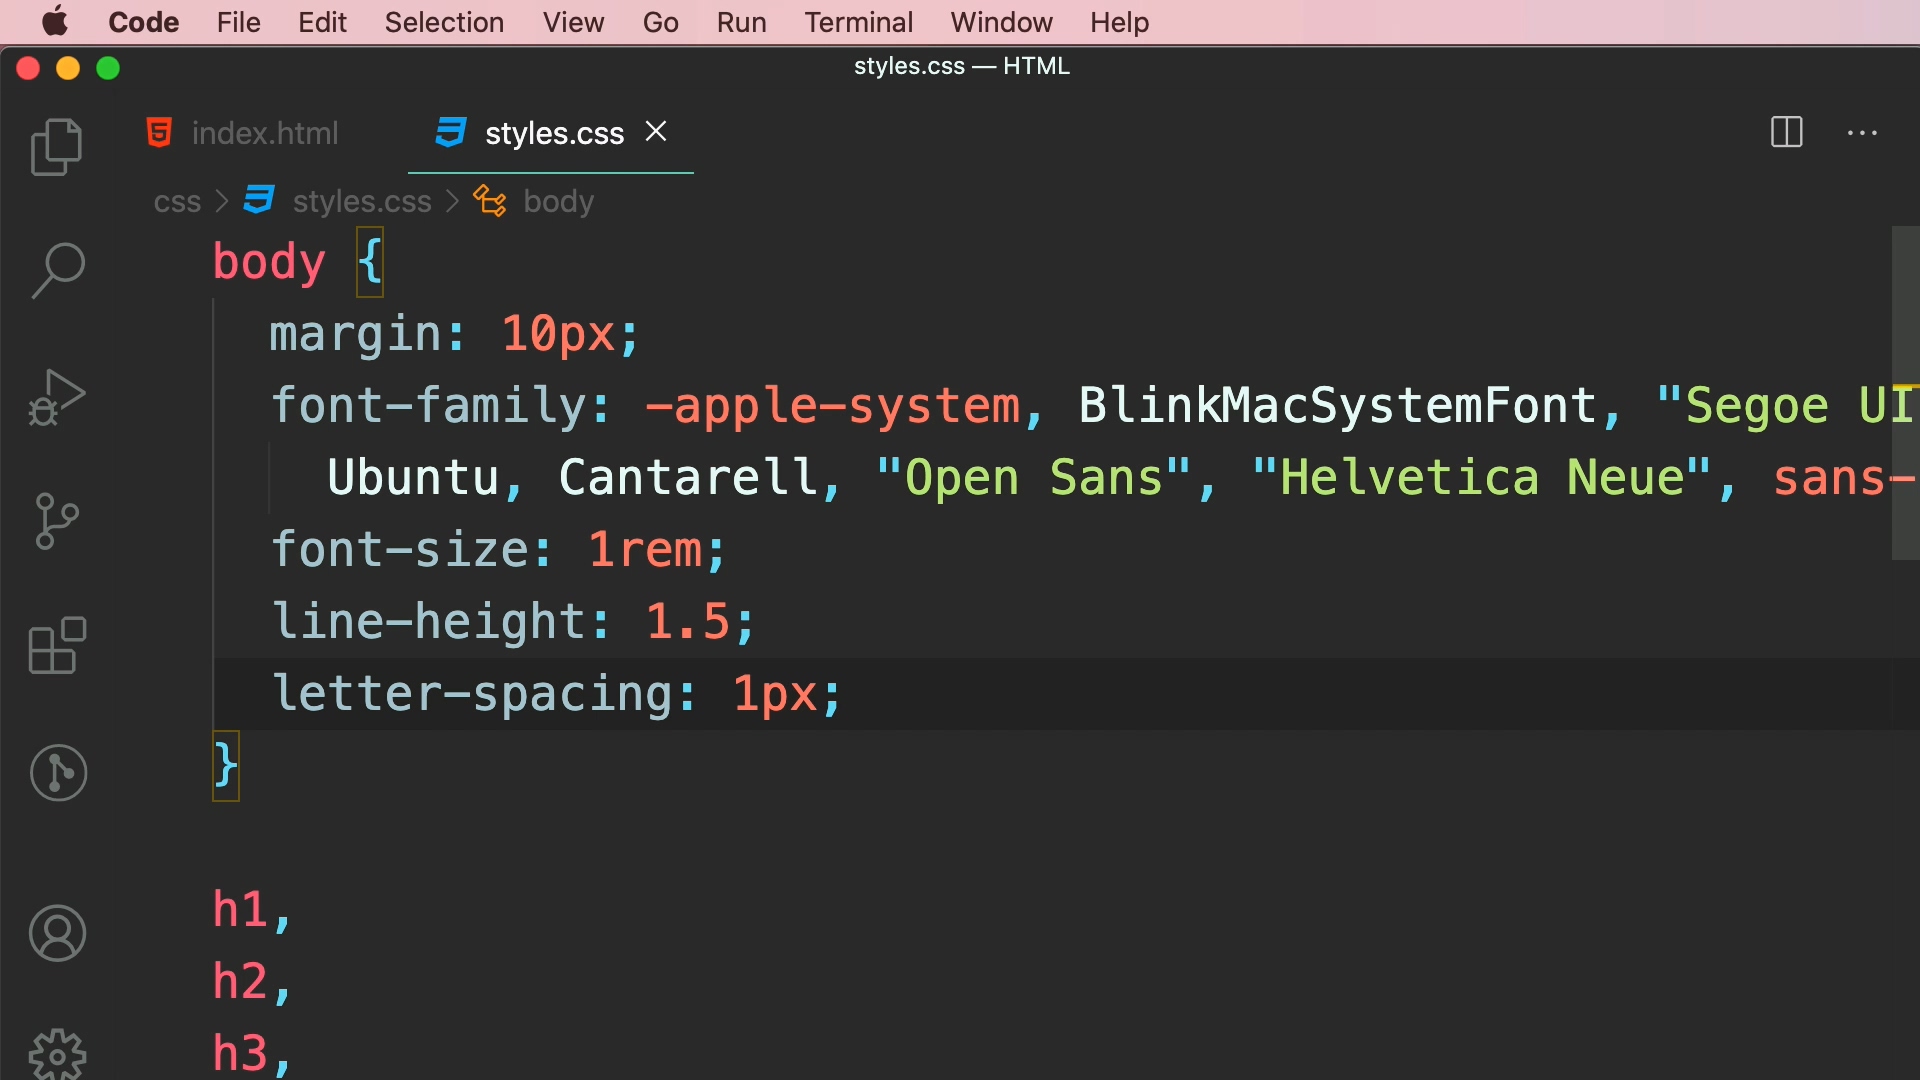 Code File Edit Selection View Go Run Terminal Window Help
styles.css — HTML
index.html styles.css
css > styles.css > body
body {
margin: 10px;
font-family: -apple-system, BlinkMacSystemFont, "Segoe UI
Ubuntu, Cantarell, "Open Sans", "Helvetica Neue", sans-
font-size: 1rem;
line-height: 1.5;
letter-spacing: 1px;
}
h1,
h2,
h3,